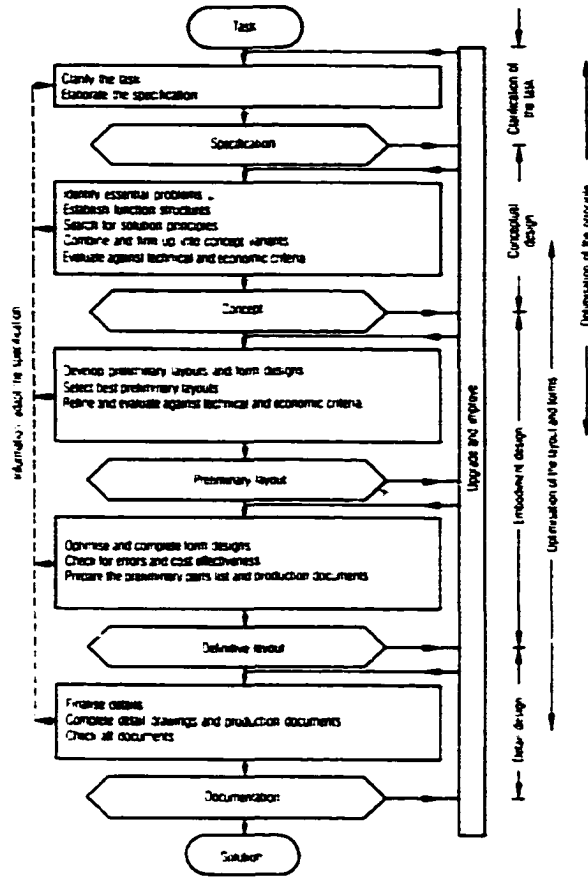 Task
Clarify the task
Elaborate the specification
Specification
Identify essential problems
Establish function structures
Search for solution principles
Combine and firm up into concept variants
Evaluate against technical and economic criteria
Concept
Develop preliminary layouts and form designs
Select best preliminary layouts
Refine and evaluate against technical and economic criteria
Preliminary layout
Optimise and complete form designs
Check for errors and cost effectiveness
Prepare the preliminary parts list and production documents
Definitive layout
Finalise details
Complete detail drawings and production documents
Check all documents
Documentation
Solution
Information: adapt the specification
Upgrade and improve
Clarification of
the task
Conceptual
design
Embodiment design
Detail design
Optimisation of the layout and forms
Optimisation of the principle